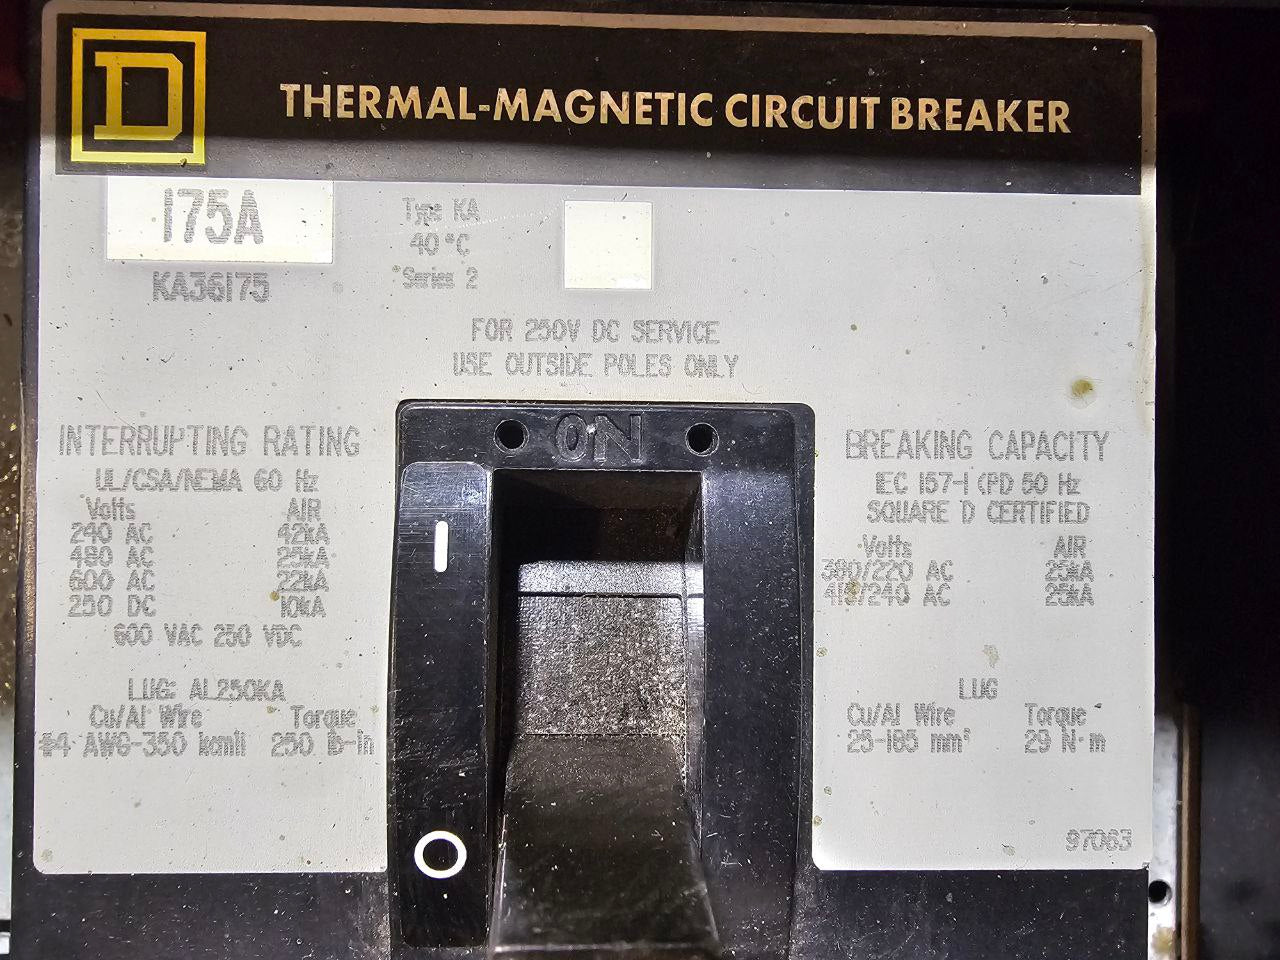 D
THERMAL-MAGNETIC CIRCUIT BREAKER
175A
KA36175
Type KA
40°C
Series 2
FOR 250V DC SERVICE
USE OUTSIDE POLES ONLY
INTERRUPTING RATING
UL/CSA/NEMA 60 Hz
Volts AIR
240 AC 42kA
480 AC 25kA
600 AC 22kA
250 DC 10kA
600 VAC 250 VDC
LUG: AL250KA
Cu/Al Wire Torque
#4 AWG-350 kcmil 250 lb-in
ON
I
O
BREAKING CAPACITY
IEC 157-1 (PD 50 Hz
SQUARE D CERTIFIED
Volts AIR
380/220 AC 25kA
415/240 AC 25kA
LUG
Cu/Al Wire Torque
25-185 mm² 29 N·m
97063